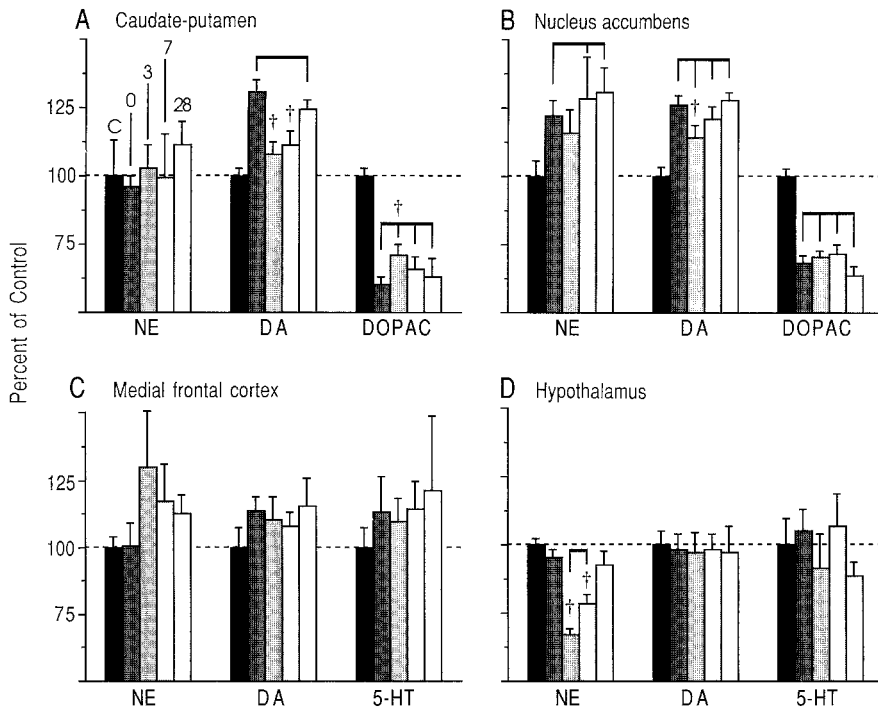 A Caudate-putamen
B Nucleus accumbens
7
3
0
28
C
† †
†
†
125
100
75
NE DA DOPAC
NE DA DOPAC
Percent of Control
C Medial frontal cortex
D Hypothalamus
125
100
75
†
†
NE DA 5-HT
NE DA 5-HT